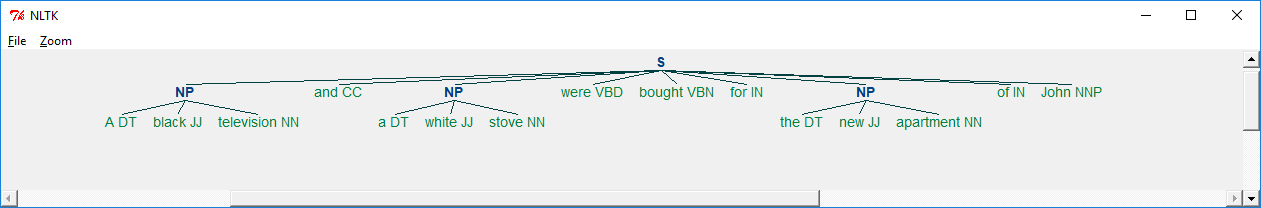 NLTK
File Zoom
S
NP and CC NP were VBD bought VBN for IN NP of IN John NNP
A DT black JJ television NN a DT white JJ stove NN the DT new JJ apartment NN